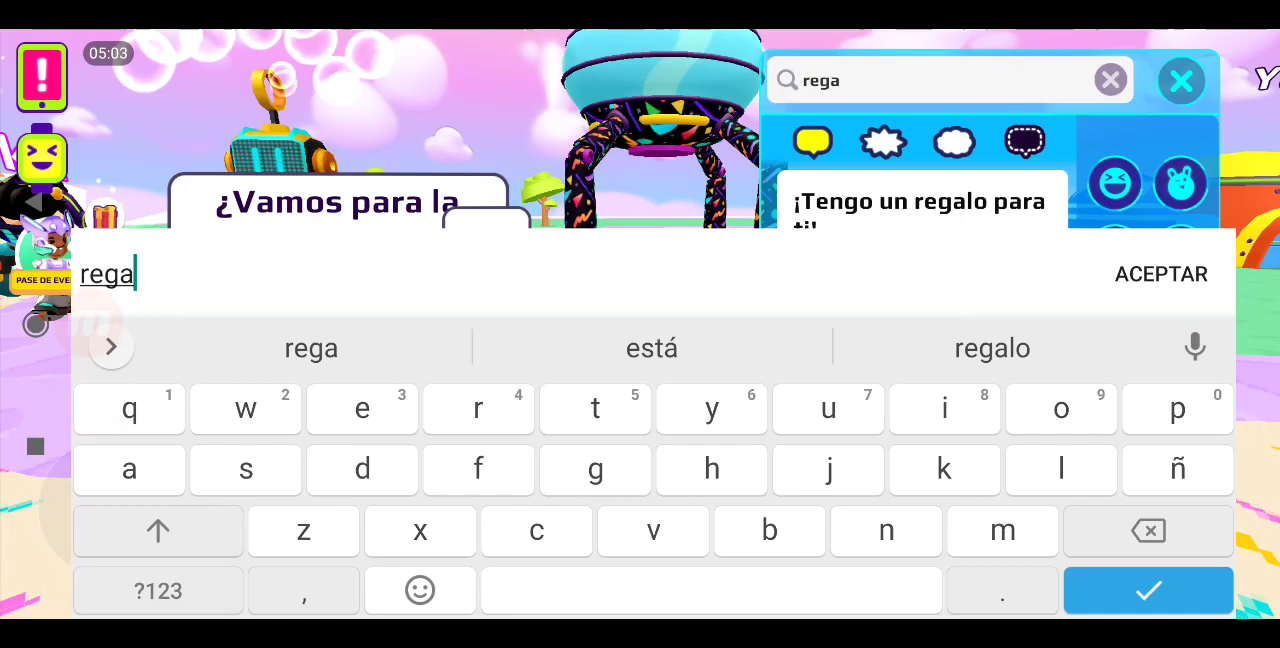 05:03
rega
¡Tengo un regalo para
ti!
¿Vamos para la
PASE DE EVE
rega
ACEPTAR
rega está regalo
q 1 w 2 e 3 r 4 t 5 y 6 u 7 i 8 o 9 p 0
a s d f g h j k l ñ
z x c v b n m
?123 , .